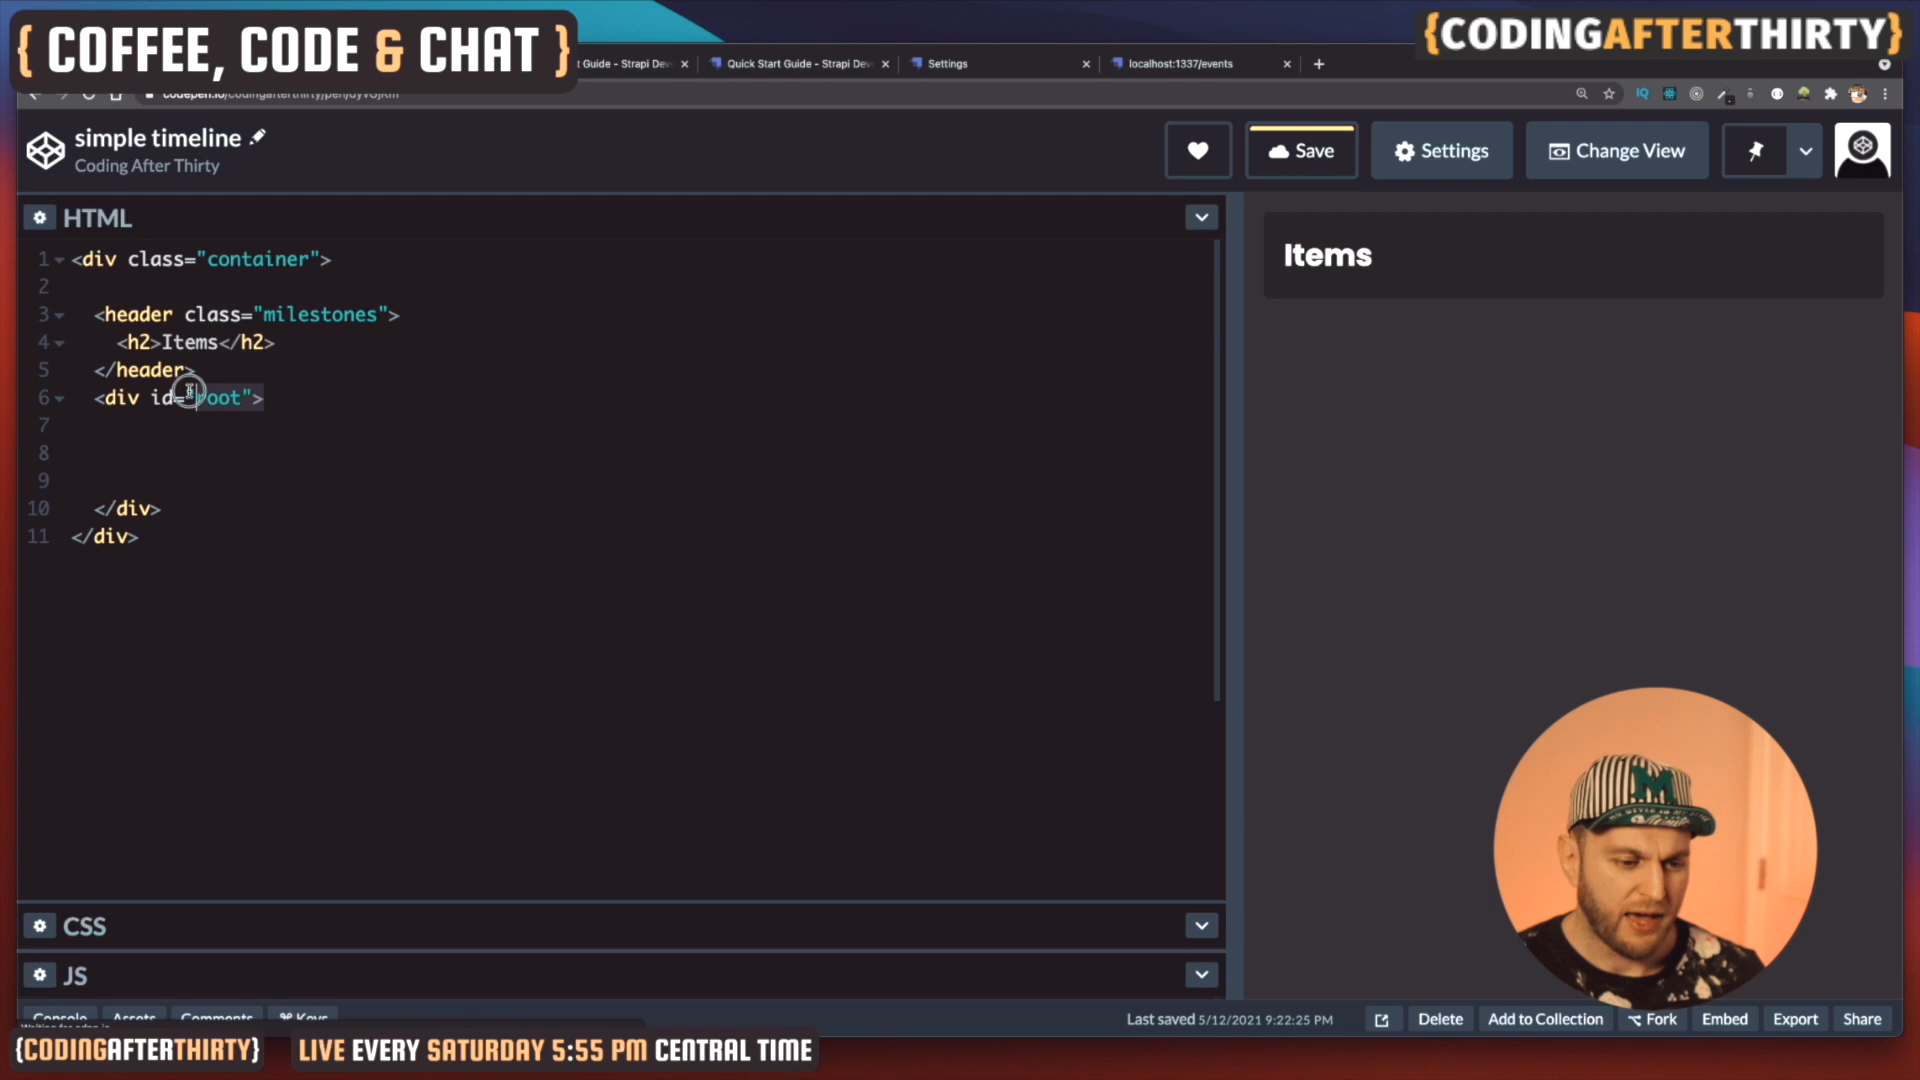 { COFFEE, CODE & CHAT }
{CODINGAFTERTHIRTY}
t Guide - Strapi Dev
Quick Start Guide - Strapi Dev
Settings
localhost:1337/events
simple timeline
Coding After Thirty
Save
Settings
Change View
HTML
1 <div class="container">
2
3 <header class="milestones">
4 <h2>Items</h2>
5 </header>
6 <div id="root">
7
8
9
10 </div>
11 </div>
Items
CSS
JS
Console
Assets
Comments
⌘ Keys
Last saved 5/12/2021 9:22:25 PM
Delete
Add to Collection
Fork
Embed
Export
Share
{CODINGAFTERTHIRTY}
LIVE EVERY SATURDAY 5:55 PM CENTRAL TIME